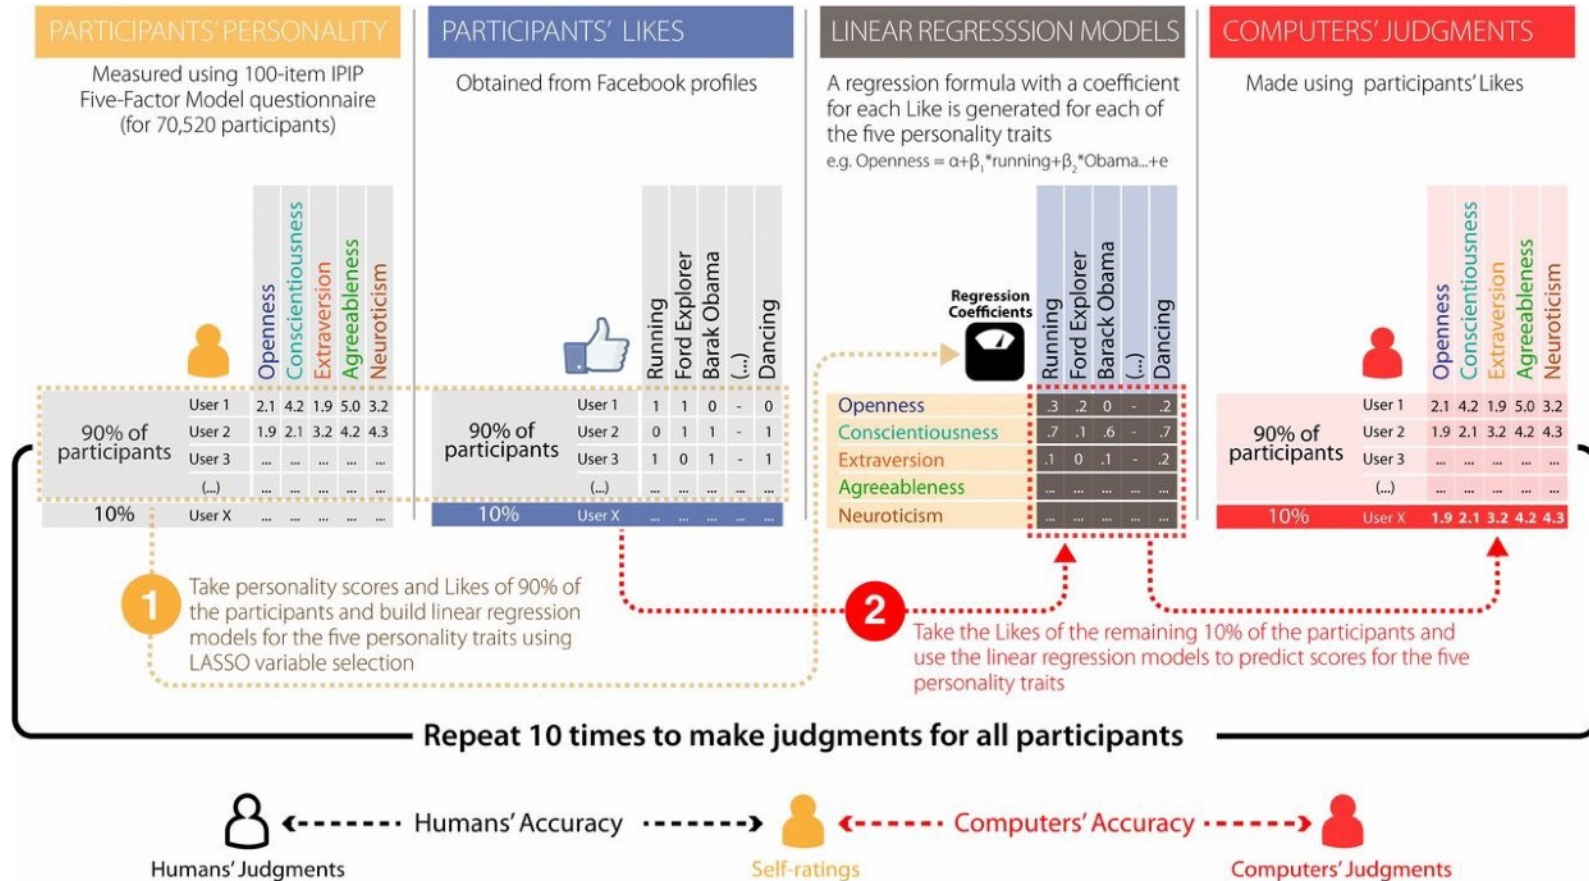 PARTICIPANTS' PERSONALITY
Measured using 100-item IPIP
Five-Factor Model questionnaire
(for 70,520 participants)
Openness
Conscientiousness
Extraversion
Agreeableness
Neuroticism
90% of
participants
User 1 2.1 4.2 1.9 5.0 3.2
User 2 1.9 2.1 3.2 4.2 4.3
User 3 ... ... ... ... ...
(...) ... ... ... ... ...
10% User X ... ... ... ... ...
PARTICIPANTS' LIKES
Obtained from Facebook profiles
Running
Ford Explorer
Barak Obama
(...)
Dancing
90% of
participants
User 1 1 1 0 - 0
User 2 0 1 1 - 1
User 3 1 0 1 - 1
(...) ... ... ... ... ...
10% User X ... ... ... ... ...
LINEAR REGRESSSION MODELS
A regression formula with a coefficient
for each Like is generated for each of
the five personality traits
e.g. Openness = α+β₁*running+β₂*Obama...+e
Regression
Coefficients
Running
Ford Explorer
Barack Obama
(...)
Dancing
Openness .3 .2 0 - .2
Conscientiousness .7 .1 .6 - .7
Extraversion .1 0 .1 - .2
Agreeableness ... ... ... ... ...
Neuroticism ... ... ... ... ...
COMPUTERS' JUDGMENTS
Made using participants' Likes
Openness
Conscientiousness
Extraversion
Agreeableness
Neuroticism
90% of
participants
User 1 2.1 4.2 1.9 5.0 3.2
User 2 1.9 2.1 3.2 4.2 4.3
User 3 ... ... ... ... ...
(...) ... ... ... ... ...
10% User X 1.9 2.1 3.2 4.2 4.3
1
Take personality scores and Likes of 90% of
the participants and build linear regression
models for the five personality traits using
LASSO variable selection
2
Take the Likes of the remaining 10% of the participants and
use the linear regression models to predict scores for the five
personality traits
Repeat 10 times to make judgments for all participants
Humans' Accuracy
Computers' Accuracy
Humans' Judgments
Self-ratings
Computers' Judgments